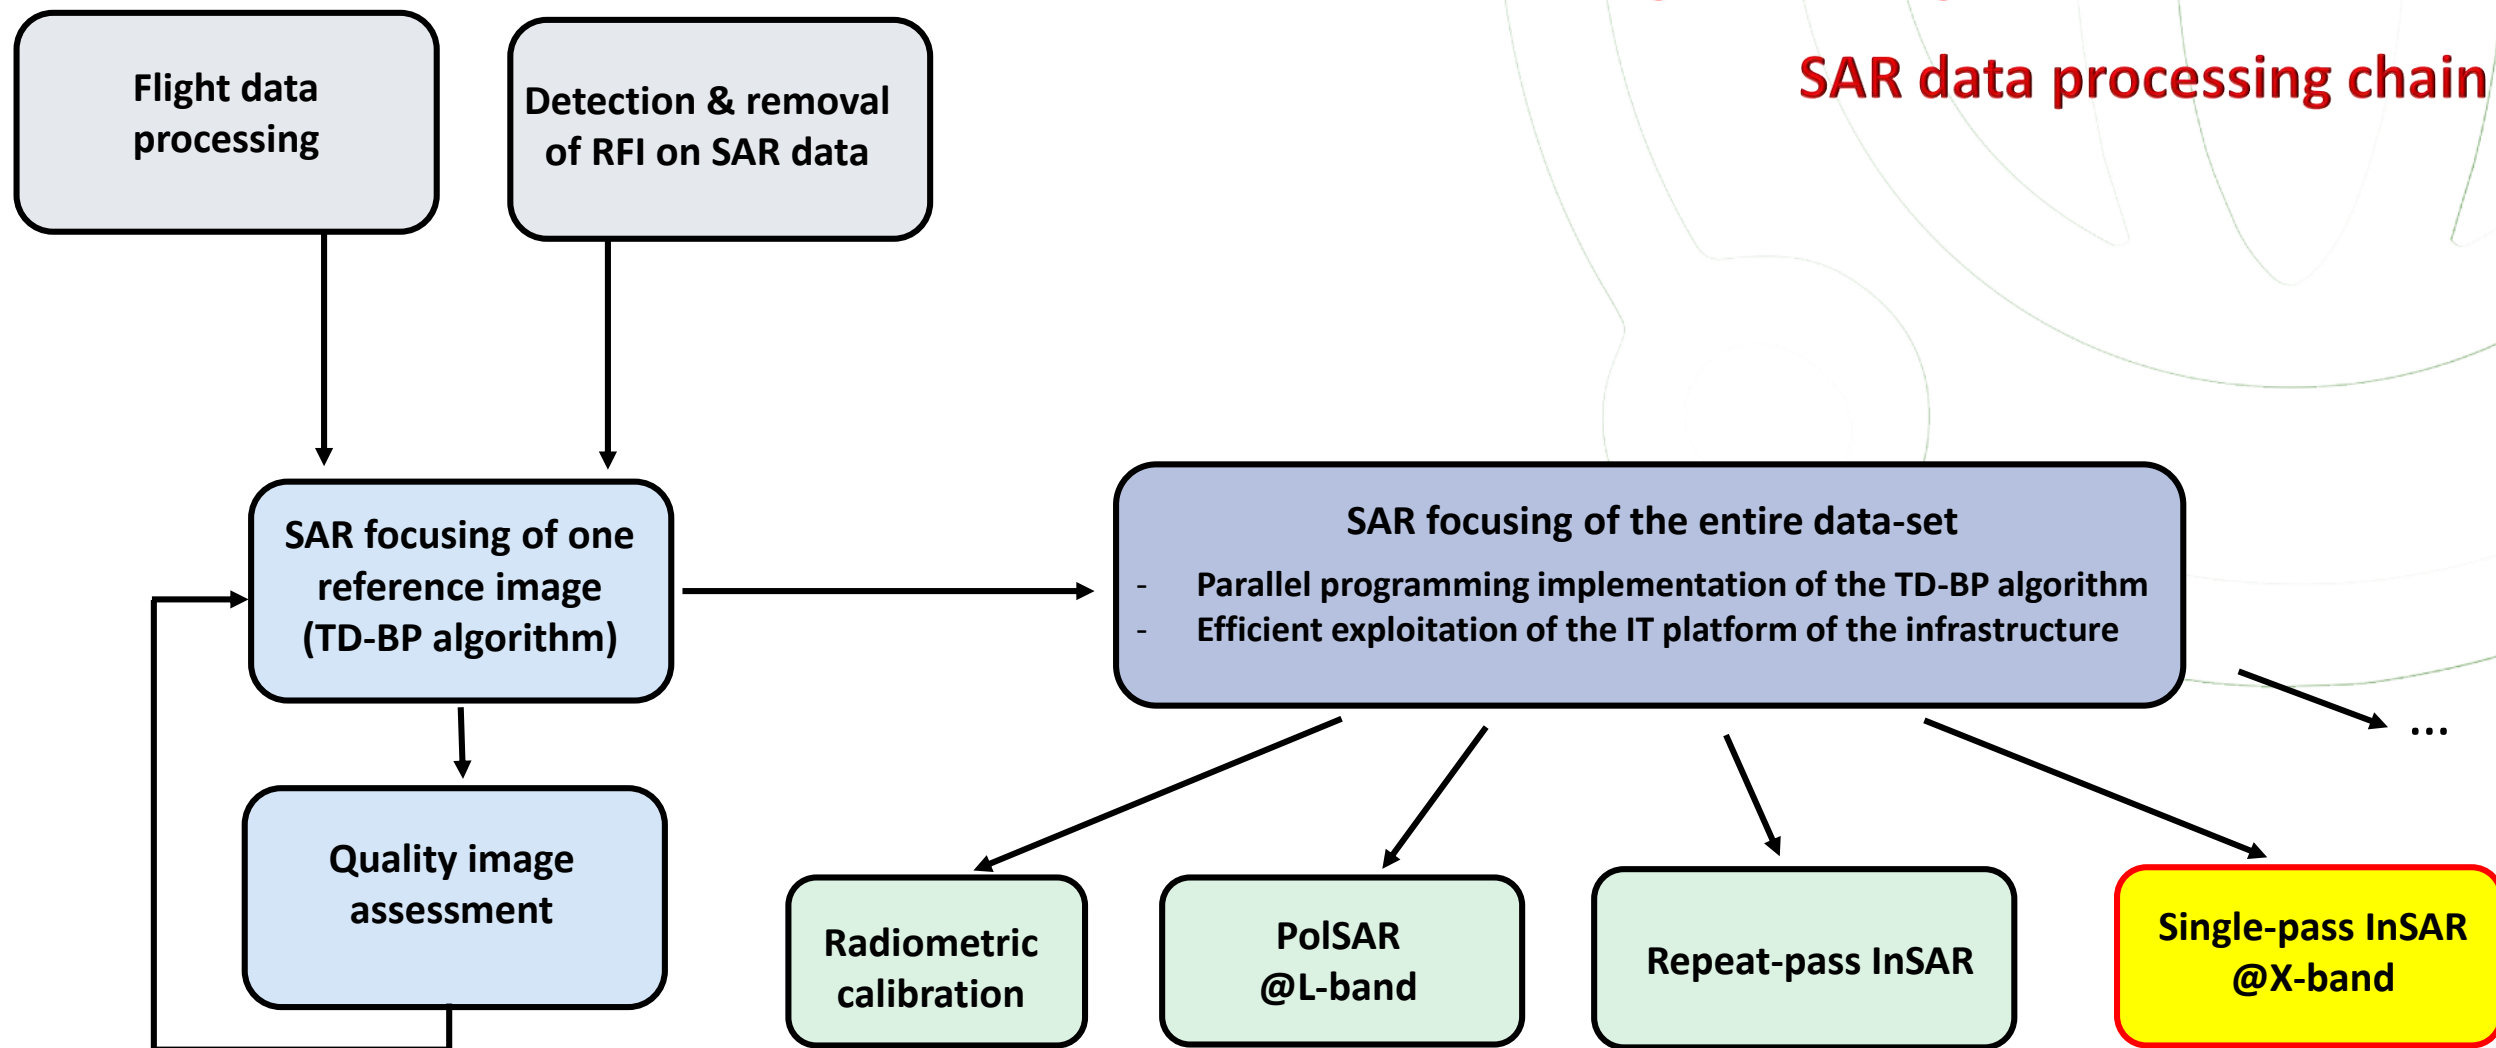 SAR data processing chain
Flight data
processing
Detection & removal
of RFI on SAR data
SAR focusing of one
reference image
(TD-BP algorithm)
SAR focusing of the entire data-set
- Parallel programming implementation of the TD-BP algorithm
- Efficient exploitation of the IT platform of the infrastructure
...
Quality image
assessment
Radiometric
calibration
PolSAR
@L-band
Repeat-pass InSAR
Single-pass InSAR
@X-band